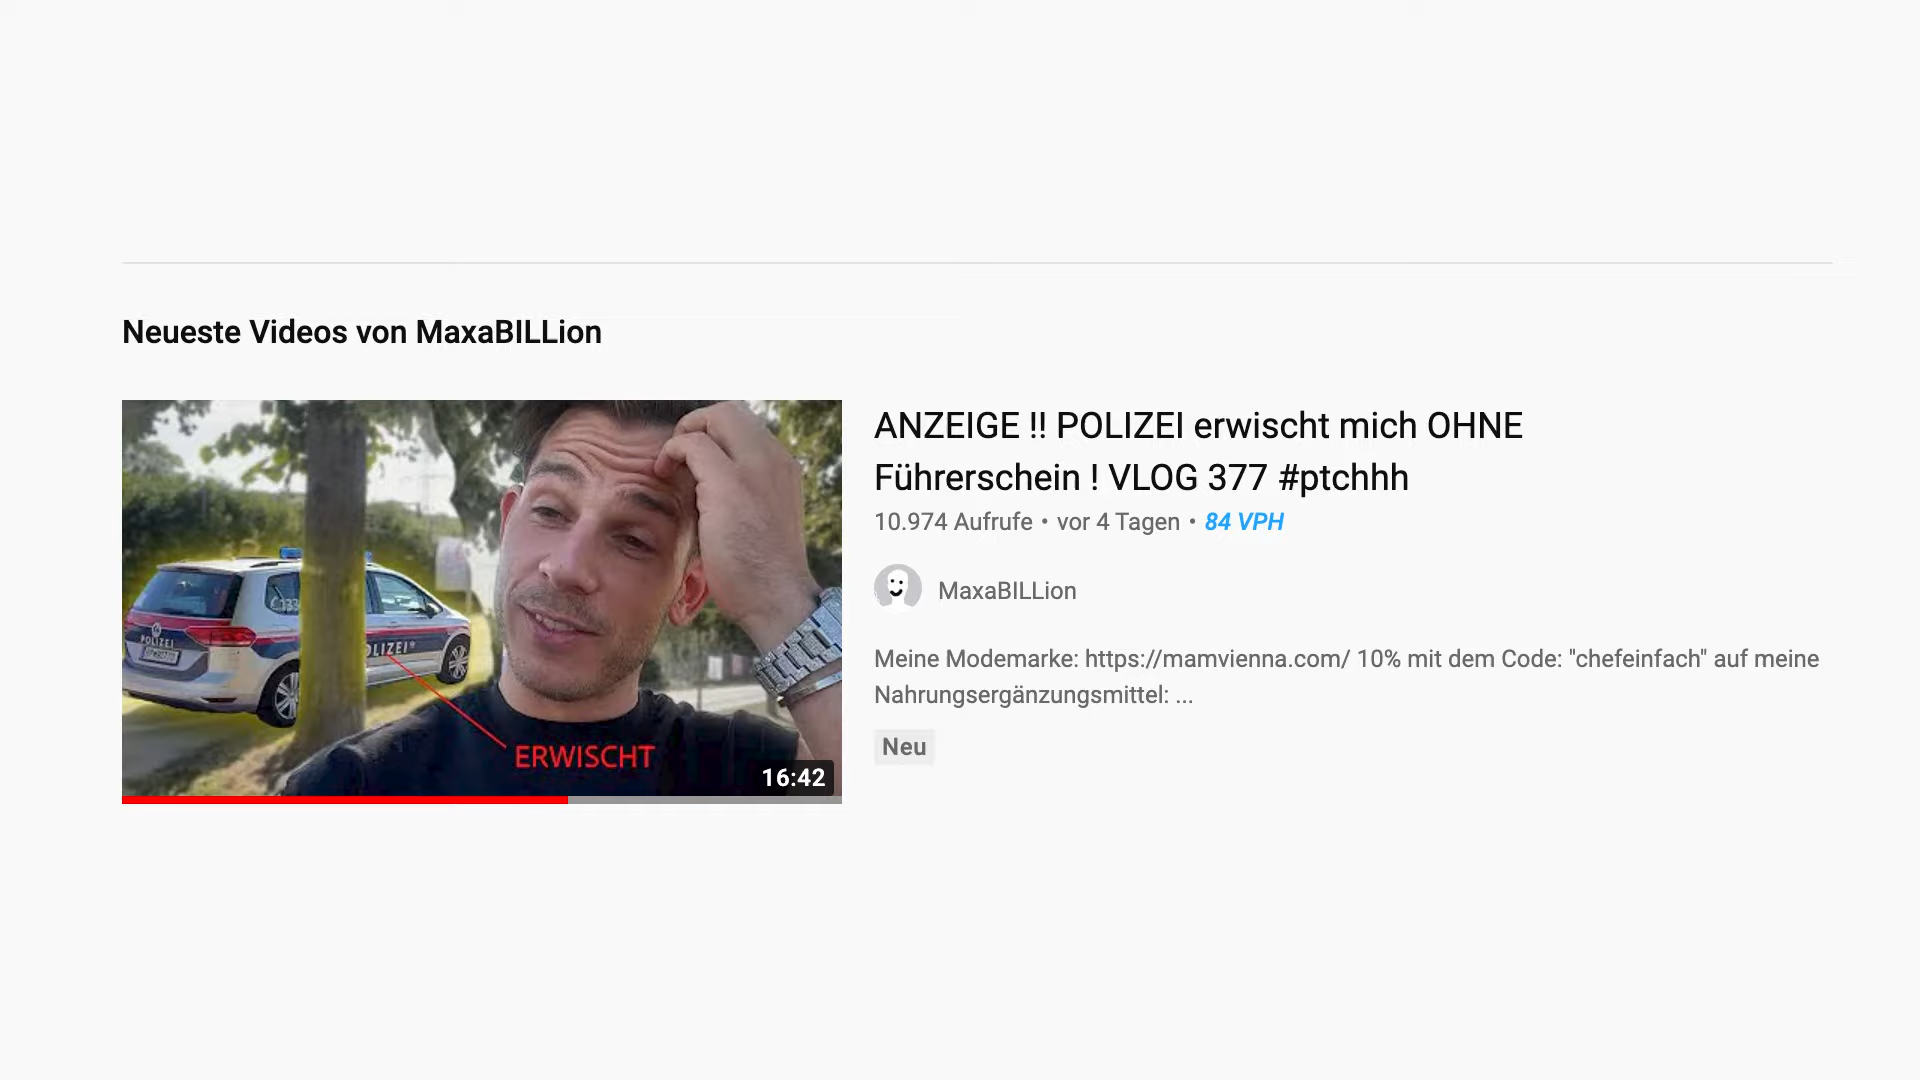 Neueste Videos von MaxaBILLion
POLIZEI
POLIZEI
ERWISCHT
16:42
ANZEIGE !! POLIZEI erwischt mich OHNE
Führerschein ! VLOG 377 #ptchhh
10.974 Aufrufe • vor 4 Tagen • 84 VPH
MaxaBILLion
Meine Modemarke: https://mamvienna.com/ 10% mit dem Code: "chefeinfach" auf meine
Nahrungsergänzungsmittel: ...
Neu